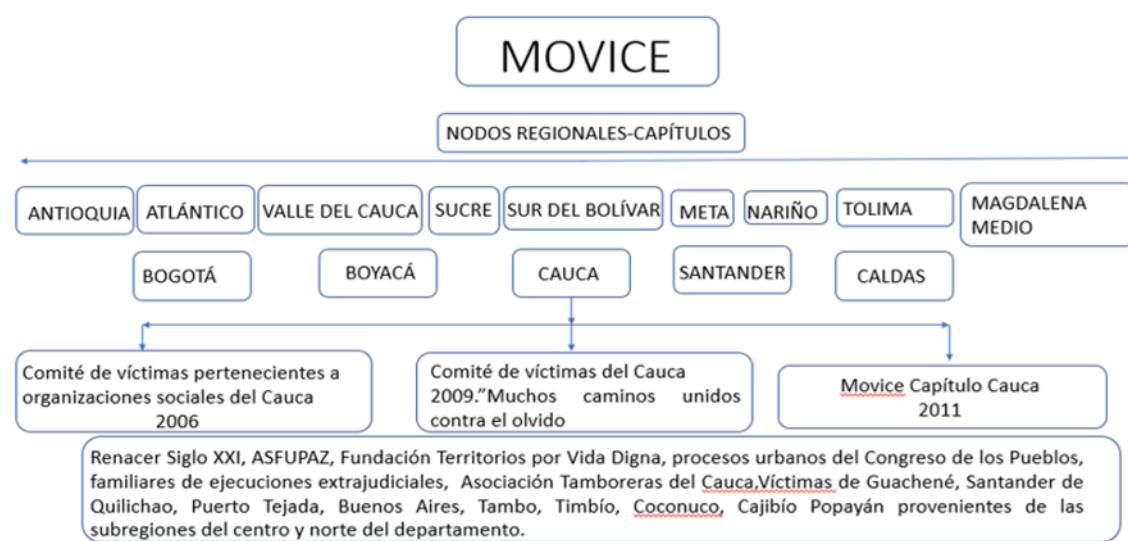 MOVICE
NODOS REGIONALES-CAPÍTULOS
ANTIOQUIA
ATLÁNTICO
VALLE DEL CAUCA
SUCRE
SUR DEL BOLÍVAR
META
NARIÑO
TOLIMA
MAGDALENA
MEDIO
BOGOTÁ
BOYACÁ
CAUCA
SANTANDER
CALDAS
Comité de víctimas pertenecientes a
organizaciones sociales del Cauca
2006
Comité de víctimas del Cauca
2009."Muchos caminos unidos
contra el olvido
Movice Capítulo Cauca
2011
Renacer Siglo XXI, ASFUPAZ, Fundación Territorios por Vida Digna, procesos urbanos del Congreso de los Pueblos,
familiares de ejecuciones extrajudiciales, Asociación Tamboreras del Cauca,Víctimas de Guachené, Santander de
Quilichao, Puerto Tejada, Buenos Aires, Tambo, Timbío, Coconuco, Cajibío Popayán provenientes de las
subregiones del centro y norte del departamento.